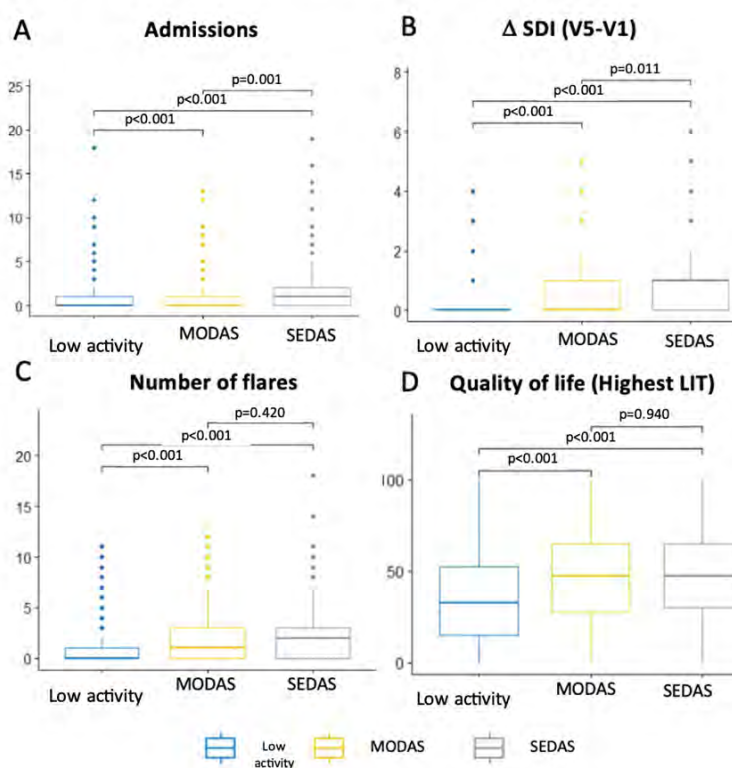 A
Admissions
p=0.001
p<0.001
p<0.001
25
20
15
10
5
0
Low activity
MODAS
SEDAS
B
Δ SDI (V5-V1)
p=0.011
p<0.001
p<0.001
8
6
4
2
0
Low activity
MODAS
SEDAS
C
Number of flares
p=0.420
p<0.001
p<0.001
20
15
10
5
0
Low activity
MODAS
SEDAS
D
Quality of life (Highest LIT)
p=0.940
p<0.001
p<0.001
100
50
0
Low activity
MODAS
SEDAS
Low
activity
MODAS
SEDAS